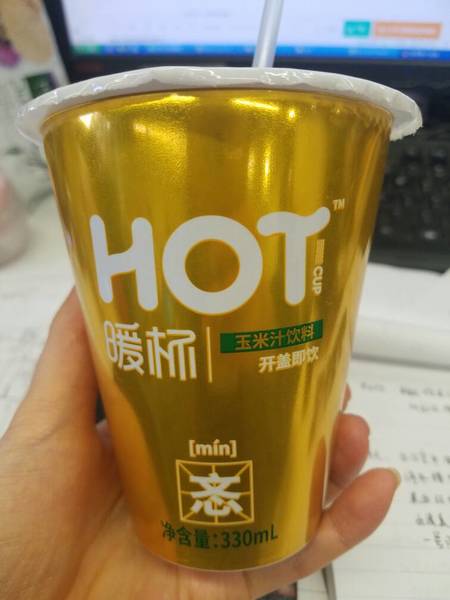 HOT™
CUP
暖杯
玉米汁饮料
开盖即饮
[mín]
忞
净含量:330mL